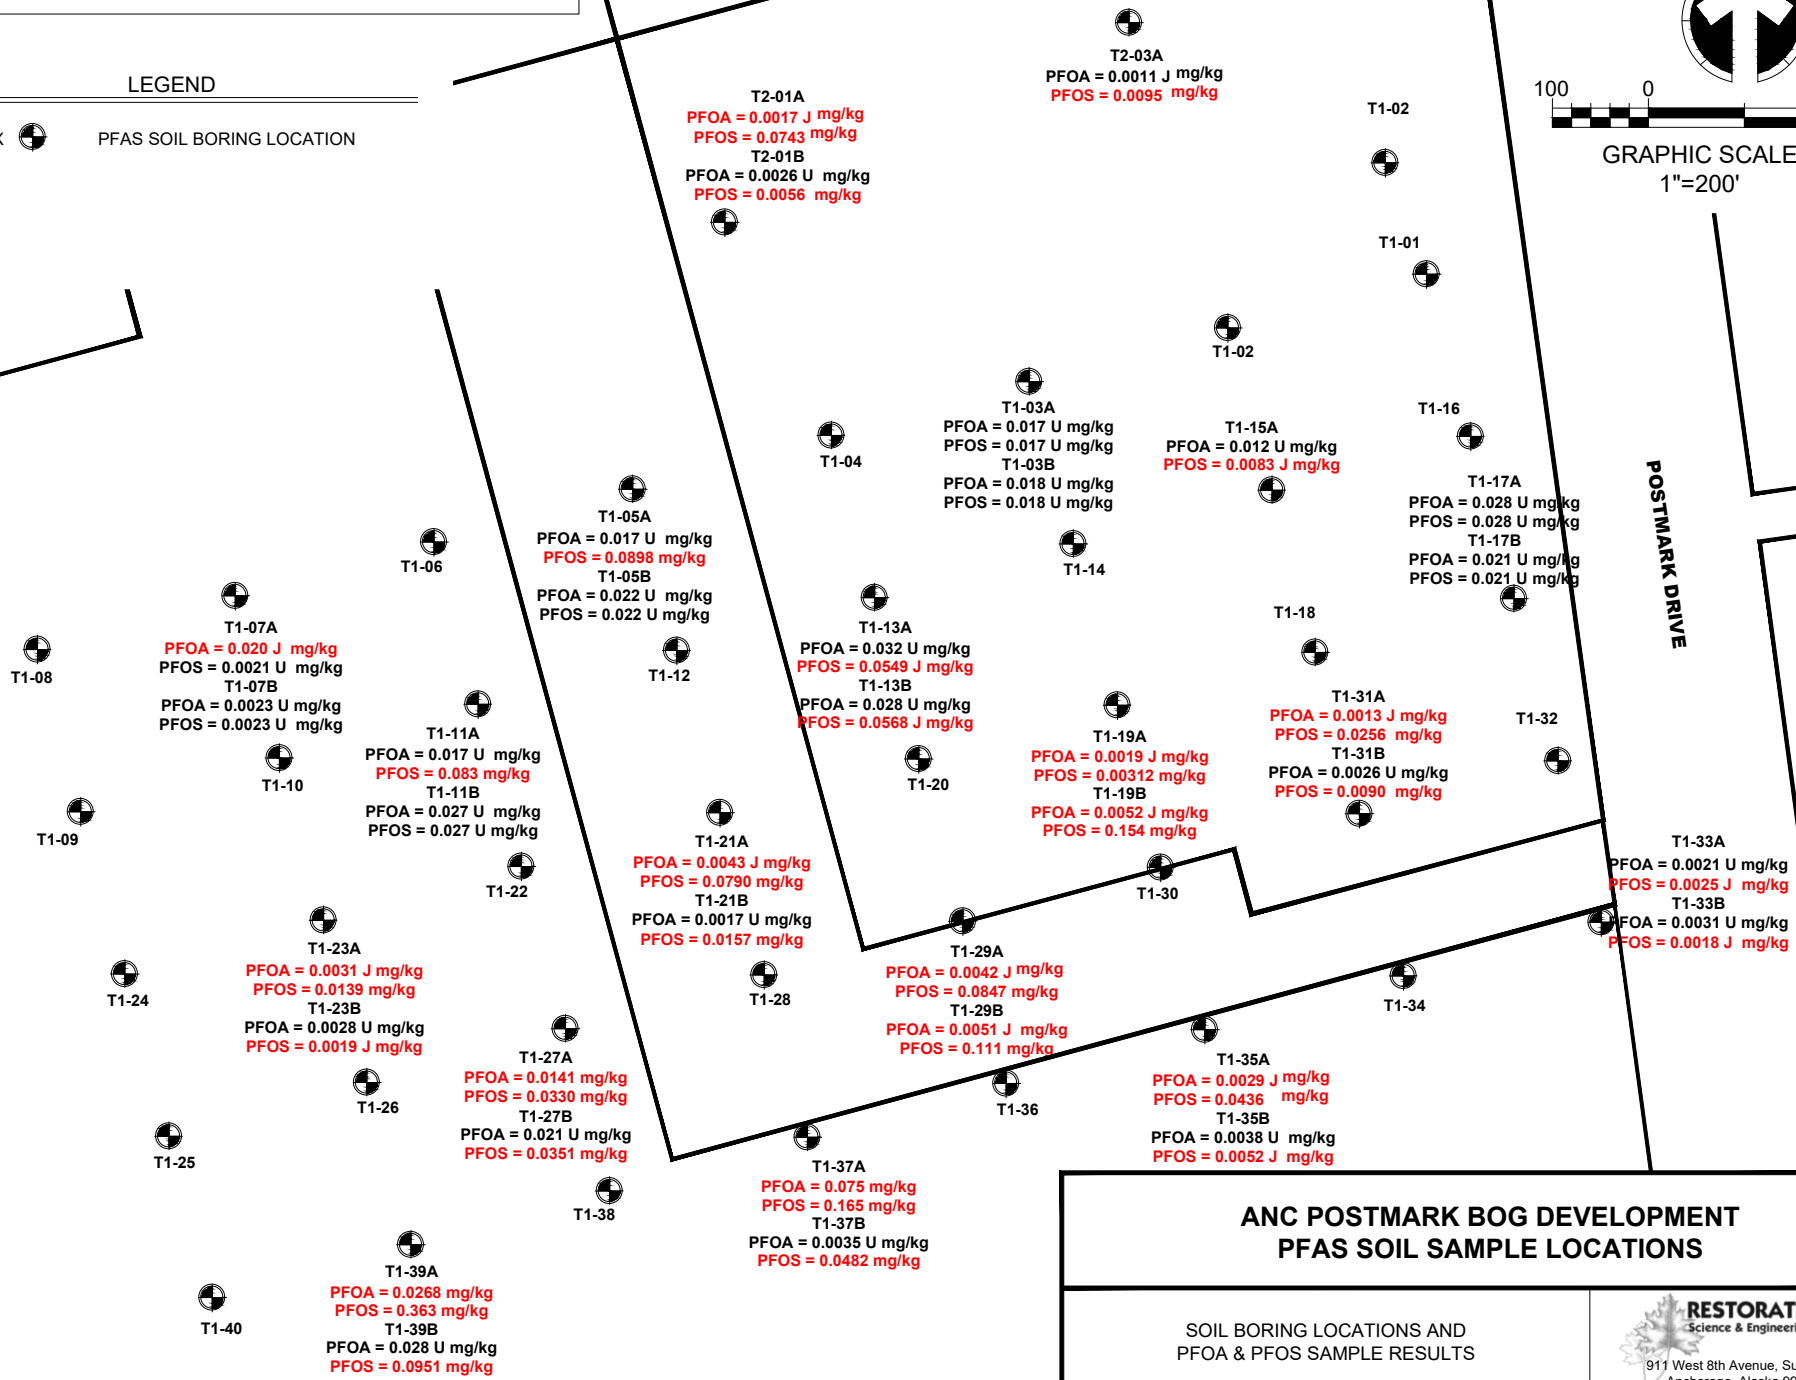 LEGEND
PFAS SOIL BORING LOCATION
100 0
GRAPHIC SCALE
1"=200'
T2-03A
PFOA = 0.0011 J mg/kg
PFOS = 0.0095 mg/kg
T2-01A
PFOA = 0.0017 J mg/kg
PFOS = 0.0743 mg/kg
T2-01B
PFOA = 0.0026 U mg/kg
PFOS = 0.0056 mg/kg
T1-02
T1-01
T1-02
T1-03A
PFOA = 0.017 U mg/kg
PFOS = 0.017 U mg/kg
T1-03B
PFOA = 0.018 U mg/kg
PFOS = 0.018 U mg/kg
T1-04
T1-15A
PFOA = 0.012 U mg/kg
PFOS = 0.0083 J mg/kg
T1-16
T1-17A
PFOA = 0.028 U mg/kg
PFOS = 0.028 U mg/kg
T1-17B
PFOA = 0.021 U mg/kg
PFOS = 0.021 U mg/kg
POSTMARK DRIVE
T1-05A
PFOA = 0.017 U mg/kg
PFOS = 0.0898 mg/kg
T1-05B
PFOA = 0.022 U mg/kg
PFOS = 0.022 U mg/kg
T1-06
T1-14
T1-07A
PFOA = 0.020 J mg/kg
PFOS = 0.0021 U mg/kg
T1-07B
PFOA = 0.0023 U mg/kg
PFOS = 0.0023 U mg/kg
T1-08
T1-12
T1-13A
PFOA = 0.032 U mg/kg
PFOS = 0.0549 J mg/kg
T1-13B
PFOA = 0.028 U mg/kg
PFOS = 0.0568 J mg/kg
T1-18
T1-31A
PFOA = 0.0013 J mg/kg
PFOS = 0.0256 mg/kg
T1-31B
PFOA = 0.0026 U mg/kg
PFOS = 0.0090 mg/kg
T1-32
T1-11A
PFOA = 0.017 U mg/kg
PFOS = 0.083 mg/kg
T1-11B
PFOA = 0.027 U mg/kg
PFOS = 0.027 U mg/kg
T1-10
T1-09
T1-19A
PFOA = 0.0019 J mg/kg
PFOS = 0.00312 mg/kg
T1-19B
PFOA = 0.0052 J mg/kg
PFOS = 0.154 mg/kg
T1-20
T1-21A
PFOA = 0.0043 J mg/kg
PFOS = 0.0790 mg/kg
T1-21B
PFOA = 0.0017 U mg/kg
PFOS = 0.0157 mg/kg
T1-22
T1-30
T1-33A
PFOA = 0.0021 U mg/kg
PFOS = 0.0025 J mg/kg
T1-33B
PFOA = 0.0031 U mg/kg
PFOS = 0.0018 J mg/kg
T1-23A
PFOA = 0.0031 J mg/kg
PFOS = 0.0139 mg/kg
T1-23B
PFOA = 0.0028 U mg/kg
PFOS = 0.0019 J mg/kg
T1-24
T1-28
T1-29A
PFOA = 0.0042 J mg/kg
PFOS = 0.0847 mg/kg
T1-29B
PFOA = 0.0051 J mg/kg
PFOS = 0.111 mg/kg
T1-34
T1-27A
PFOA = 0.0141 mg/kg
PFOS = 0.0330 mg/kg
T1-27B
PFOA = 0.021 U mg/kg
PFOS = 0.0351 mg/kg
T1-26
T1-25
T1-36
T1-35A
PFOA = 0.0029 J mg/kg
PFOS = 0.0436 mg/kg
T1-35B
PFOA = 0.0038 U mg/kg
PFOS = 0.0052 J mg/kg
T1-37A
PFOA = 0.075 mg/kg
PFOS = 0.165 mg/kg
T1-37B
PFOA = 0.0035 U mg/kg
PFOS = 0.0482 mg/kg
T1-38
T1-39A
PFOA = 0.0268 mg/kg
PFOS = 0.363 mg/kg
T1-39B
PFOA = 0.028 U mg/kg
PFOS = 0.0951 mg/kg
T1-40
ANC POSTMARK BOG DEVELOPMENT
PFAS SOIL SAMPLE LOCATIONS
SOIL BORING LOCATIONS AND
PFOA & PFOS SAMPLE RESULTS
RESTORAT
Science & Engineeri
911 West 8th Avenue, Su
Anchorage, Alaska 99